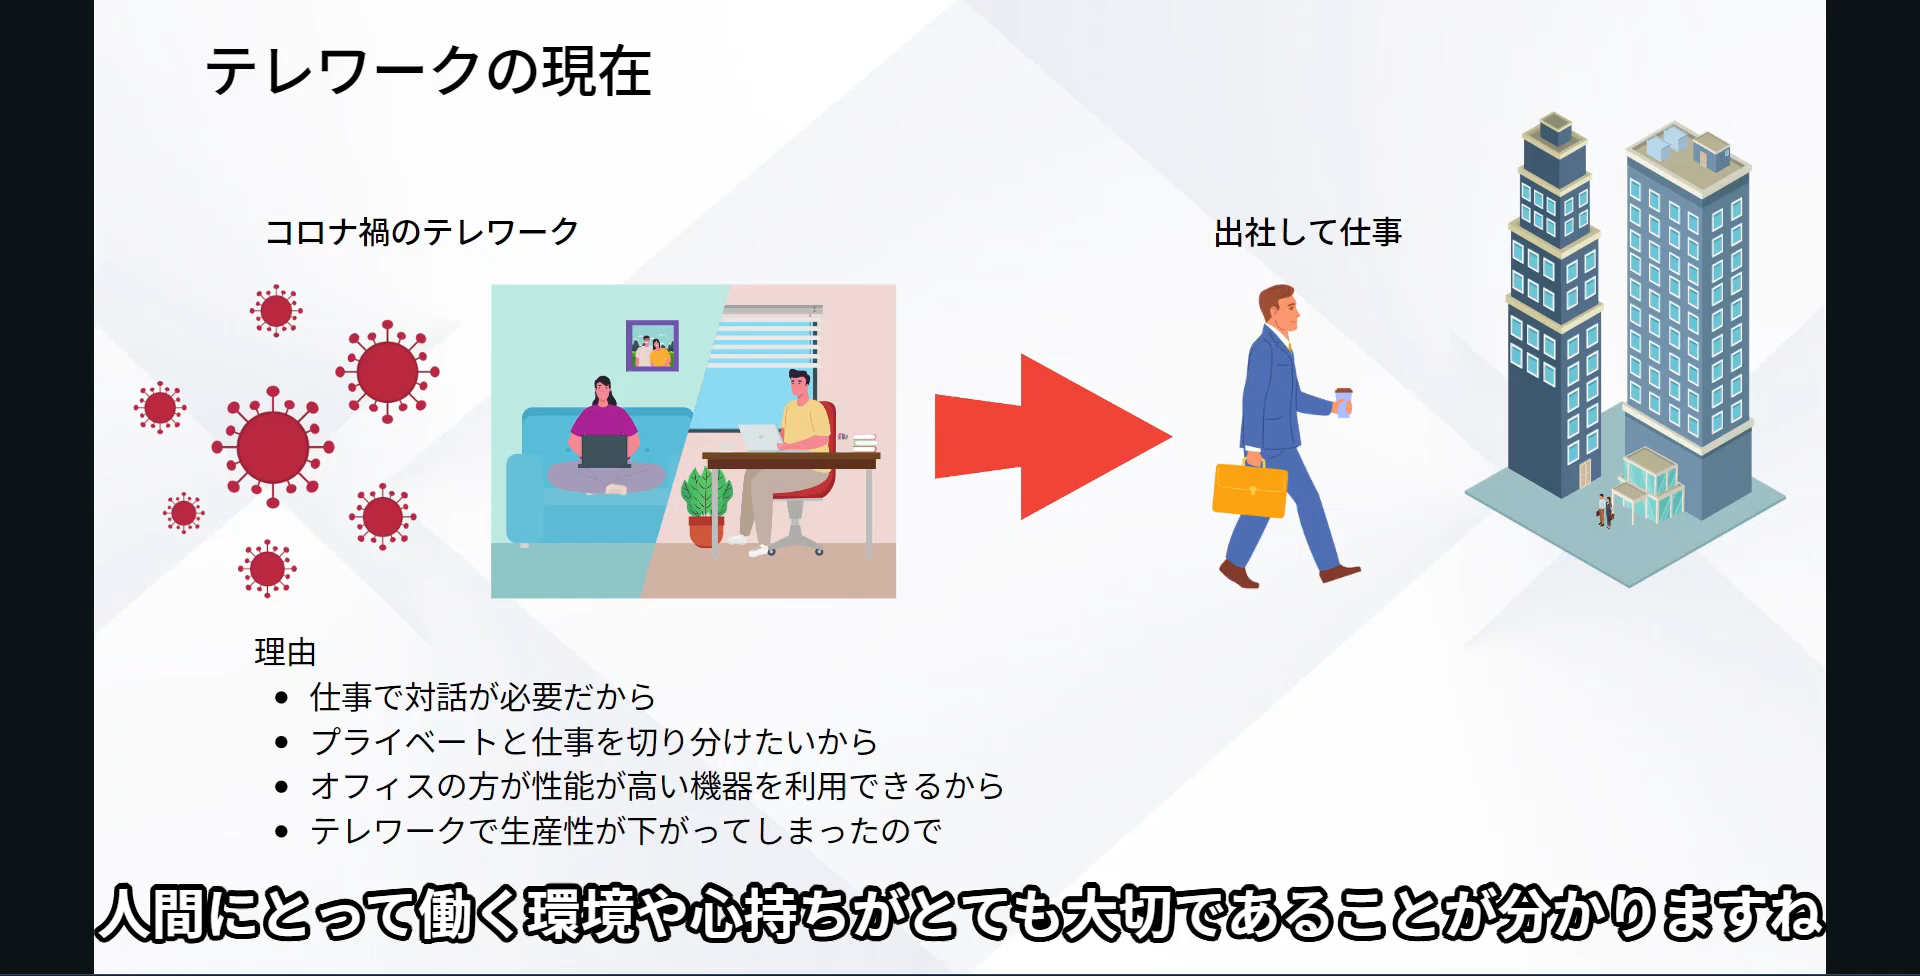 テレワークの現在
コロナ禍のテレワーク
出社して仕事
理由
仕事で対話が必要だから
プライベートと仕事を切り分けたいから
オフィスの方が性能が高い機器を利用できるから
テレワークで生産性が下がってしまったので
人間にとって働く環境や心持ちがとても大切であることが分かりますね